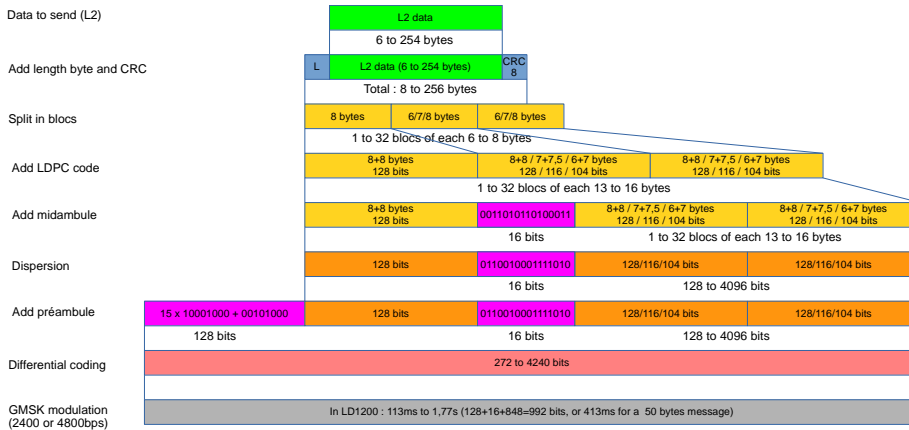 Data to send (L2)
L2 data
6 to 254 bytes
Add length byte and CRC
L
L2 data (6 to 254 bytes)
CRC
8
Total : 8 to 256 bytes
Split in blocs
8 bytes
6/7/8 bytes
6/7/8 bytes
1 to 32 blocs of each 6 to 8 bytes
Add LDPC code
8+8 bytes
128 bits
8+8 / 7+7,5 / 6+7 bytes
128 / 116 / 104 bits
8+8 / 7+7,5 / 6+7 bytes
128 / 116 / 104 bits
1 to 32 blocs of each 13 to 16 bytes
Add midambule
8+8 bytes
128 bits
0011010110100011
8+8 / 7+7,5 / 6+7 bytes
128 / 116 / 104 bits
8+8 / 7+7,5 / 6+7 bytes
128 / 116 / 104 bits
16 bits
1 to 32 blocs of each 13 to 16 bytes
Dispersion
128 bits
0110010001111010
128/116/104 bits
128/116/104 bits
16 bits
128 to 4096 bits
Add préambule
15 x 10001000 + 00101000
128 bits
0110010001111010
128/116/104 bits
128/116/104 bits
128 bits
16 bits
128 to 4096 bits
Differential coding
272 to 4240 bits
GMSK modulation
(2400 or 4800bps)
In LD1200 : 113ms to 1,77s (128+16+848=992 bits, or 413ms for a 50 bytes message)